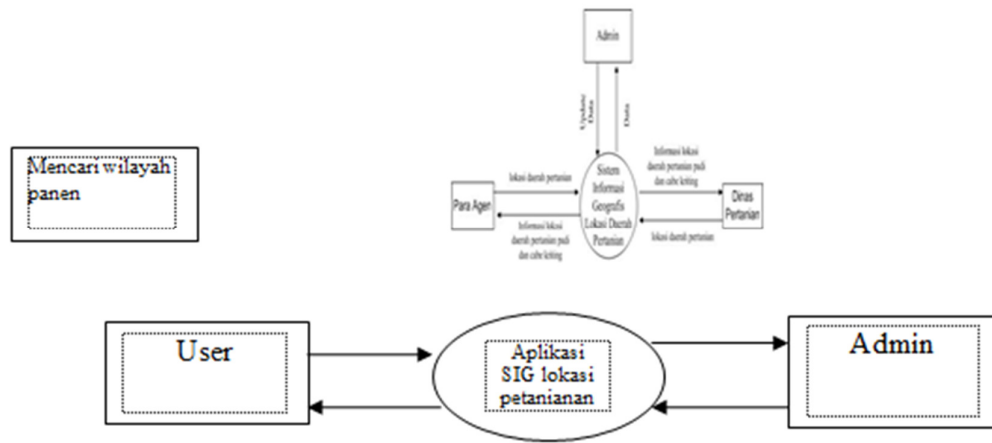 Admin
Update
Data
Data
Mencari wilayah
panen
lokasi daerah pertanian
Informasi lokasi
daerah pertanian padi
dan cabe kriting
Para Agen
Sistem
Informasi
Geografis
Lokasi Daerah
Pertanian
Dinas
Pertanian
Informasi lokasi
daerah pertanian padi
dan cabe kriting
lokasi daerah pertanian
User
Aplikasi
SIG lokasi
petanianan
Admin